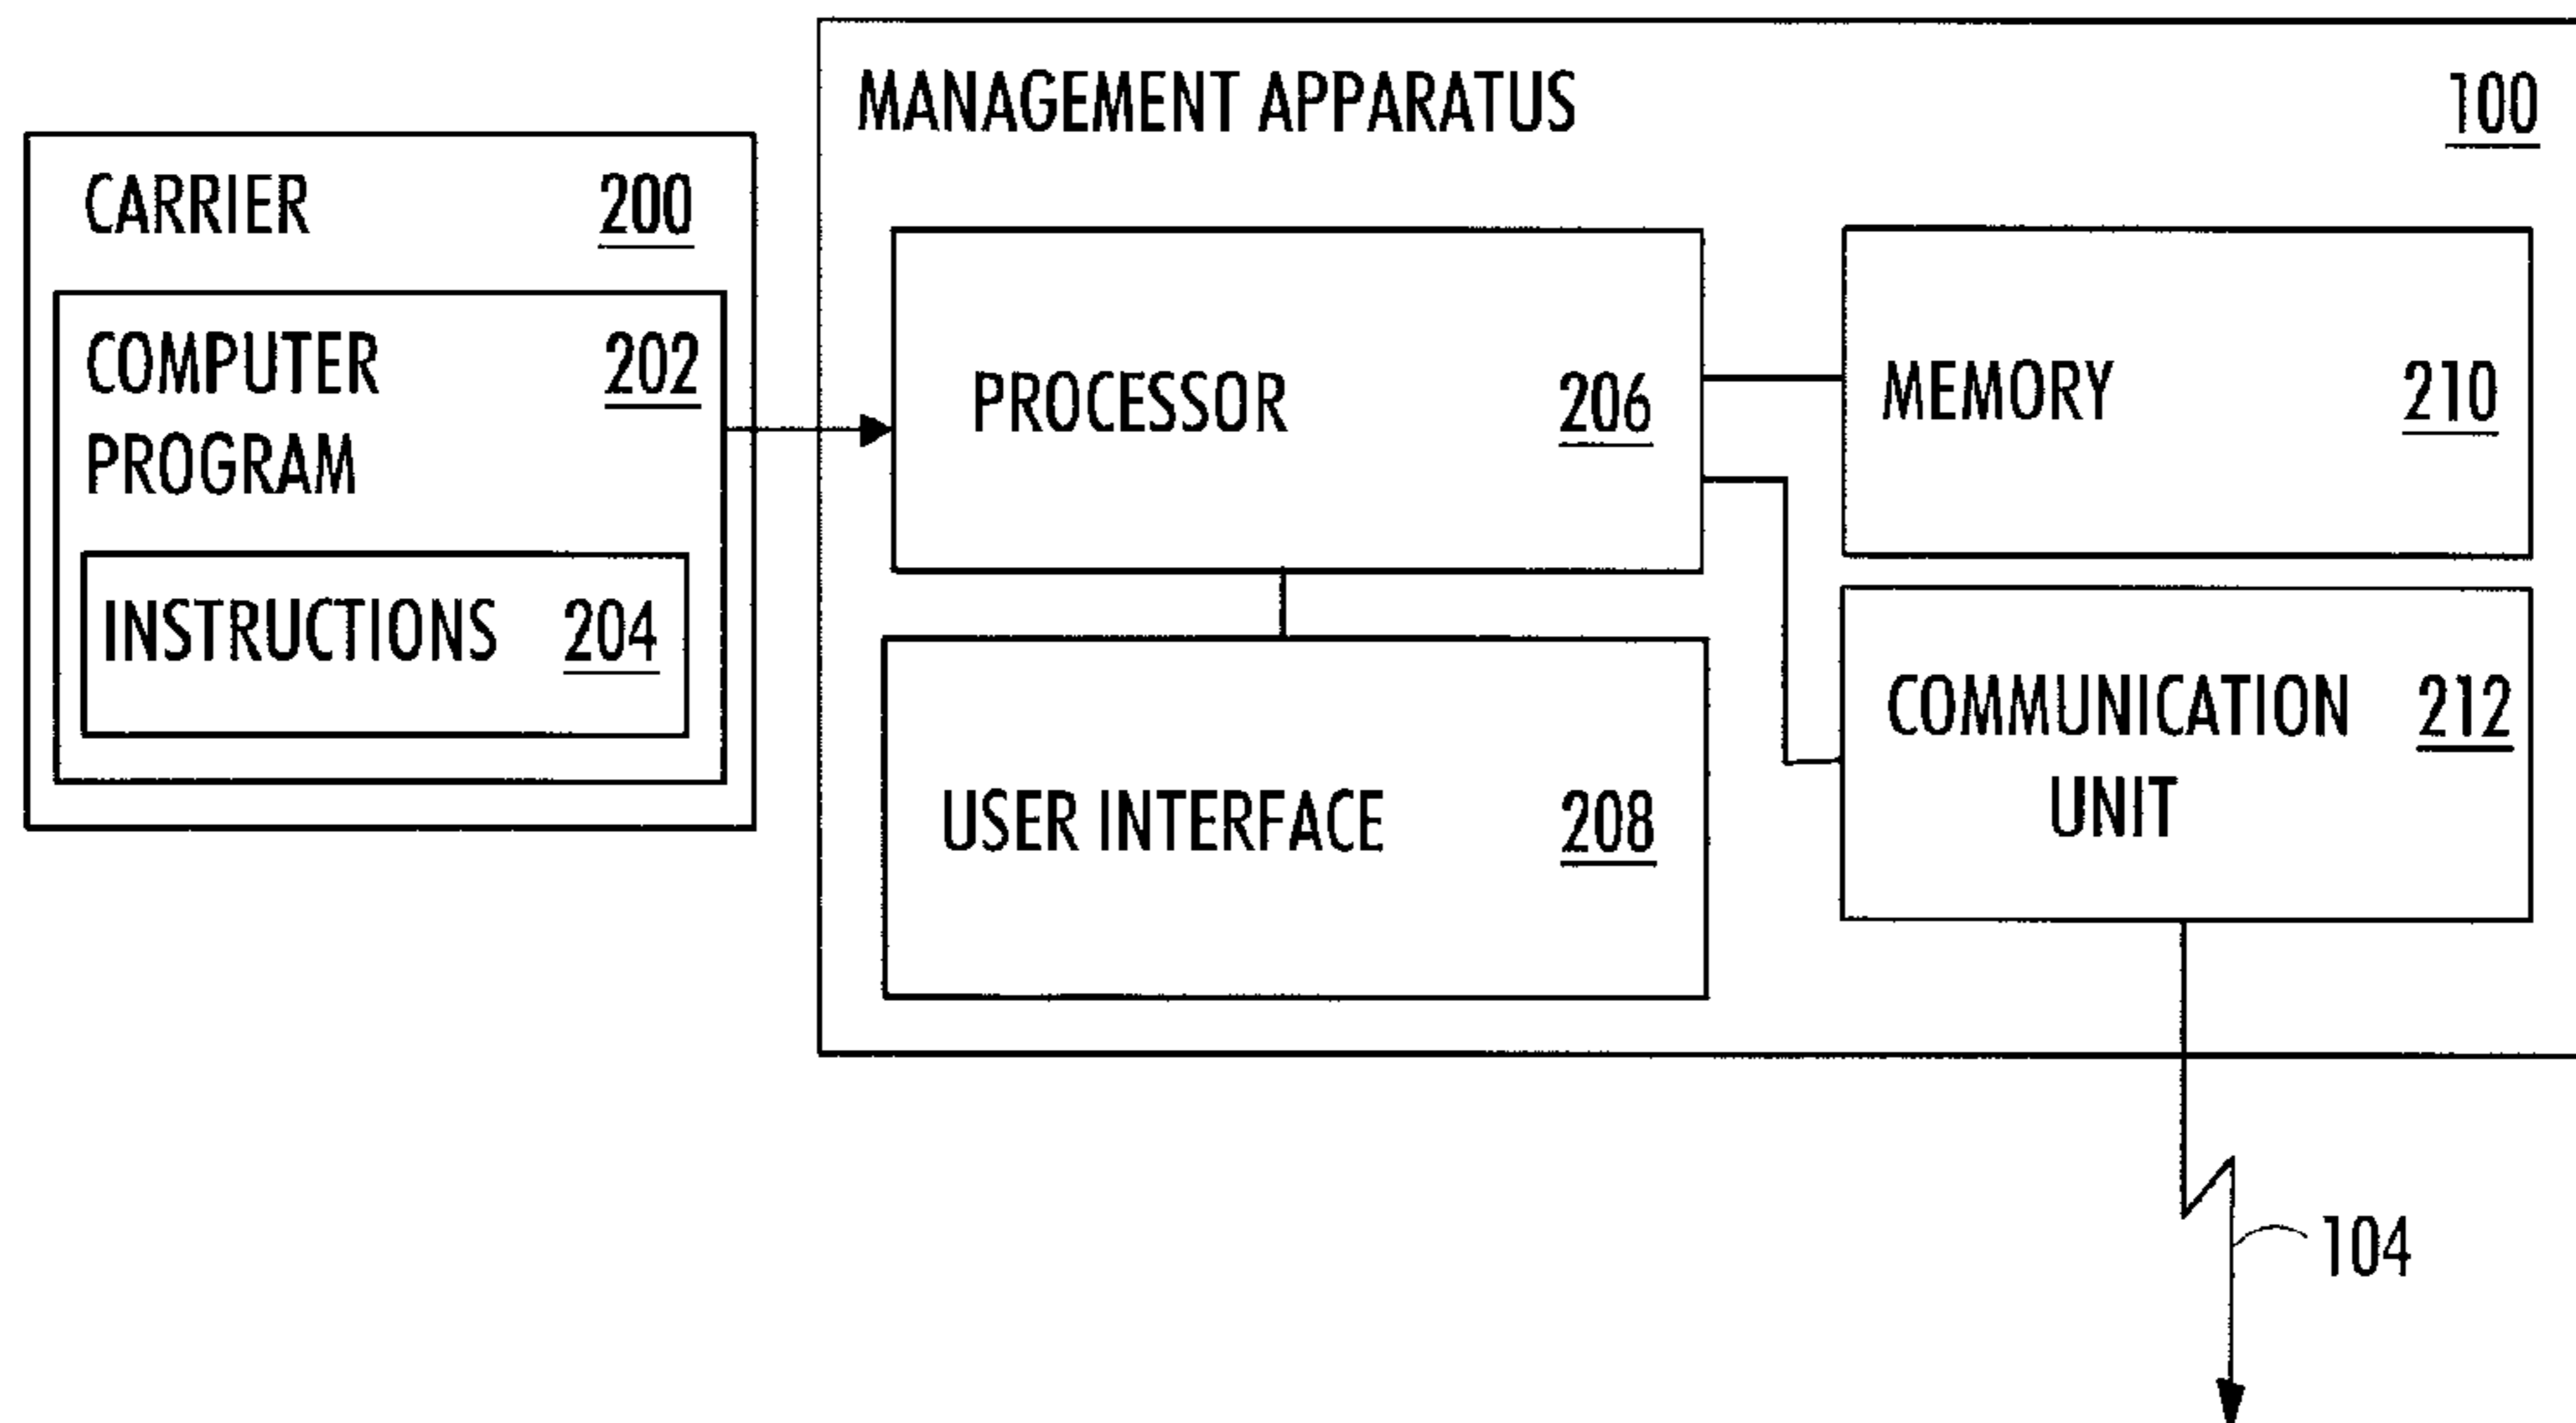 MANAGEMENT APPARATUS 100
CARRIER 200
COMPUTER 202
PROGRAM
INSTRUCTIONS 204
PROCESSOR 206
MEMORY 210
USER INTERFACE 208
COMMUNICATION 212
UNIT
104